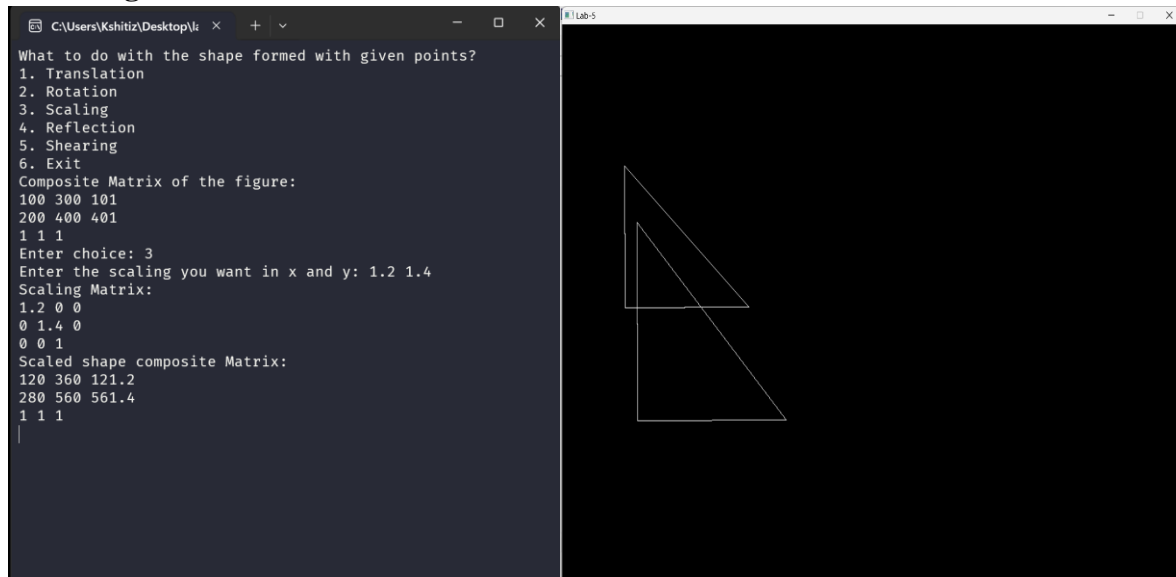 C:\Users\Kshitiz\Desktop\la
What to do with the shape formed with given points?
1. Translation
2. Rotation
3. Scaling
4. Reflection
5. Shearing
6. Exit
Composite Matrix of the figure:
100 300 101
200 400 401
1 1 1
Enter choice: 3
Enter the scaling you want in x and y: 1.2 1.4
Scaling Matrix:
1.2 0 0
0 1.4 0
0 0 1
Scaled shape composite Matrix:
120 360 121.2
280 560 561.4
1 1 1
Lab-5